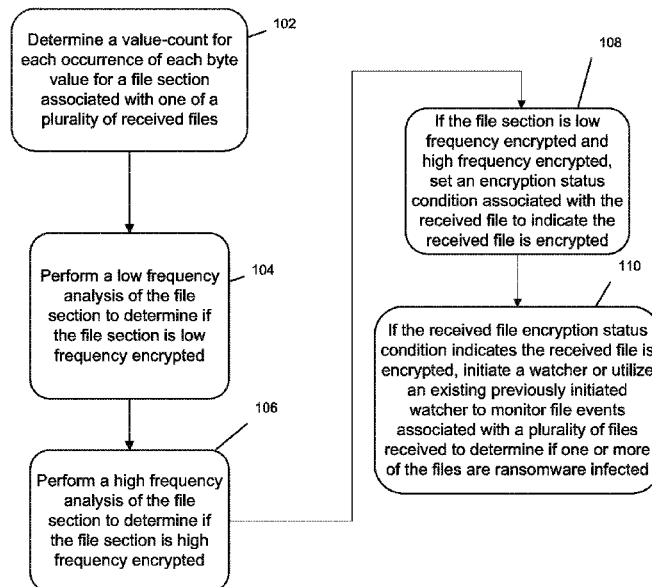 102
Determine a value-count for
each occurrence of each byte
value for a file section
associated with one of a
plurality of received files
104
Perform a low frequency
analysis of the file
section to determine if
the file section is low
frequency encrypted
106
Perform a high frequency
analysis of the file
section to determine if
the file section is high
frequency encrypted
108
If the file section is low
frequency encrypted and
high frequency encrypted,
set an encryption status
condition associated with the
received file to indicate the
received file is encrypted
110
If the received file encryption status
condition indicates the received file is
encrypted, initiate a watcher or utilize
an existing previously initiated
watcher to monitor file events
associated with a plurality of files
received to determine if one or more
of the files are ransomware infected